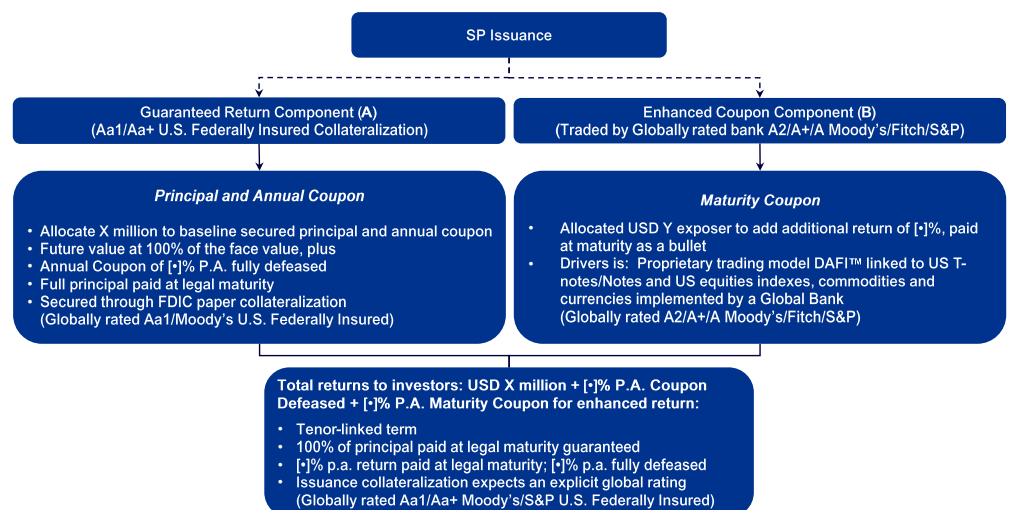 SP Issuance
Guaranteed Return Component (A)
(Aa1/Aa+ U.S. Federally Insured Collateralization)
Enhanced Coupon Component (B)
(Traded by Globally rated bank A2/A+/A Moody's/Fitch/S&P)
Principal and Annual Coupon
• Allocate X million to baseline secured principal and annual coupon
• Future value at 100% of the face value, plus
• Annual Coupon of [•]% P.A. fully defeased
• Full principal paid at legal maturity
• Secured through FDIC paper collateralization
(Globally rated Aa1/Moody's U.S. Federally Insured)
Maturity Coupon
• Allocated USD Y exposer to add additional return of [•]%, paid
at maturity as a bullet
• Drivers is: Proprietary trading model DAFI™ linked to US T-
notes/Notes and US equities indexes, commodities and
currencies implemented by a Global Bank
(Globally rated A2/A+/A Moody's/Fitch/S&P)
Total returns to investors: USD X million + [•]% P.A. Coupon
Defeased + [•]% P.A. Maturity Coupon for enhanced return:
• Tenor-linked term
• 100% of principal paid at legal maturity guaranteed
• [•]% p.a. return paid at legal maturity; [•]% p.a. fully defeased
• Issuance collateralization expects an explicit global rating
(Globally rated Aa1/Aa+ Moody's/S&P U.S. Federally Insured)